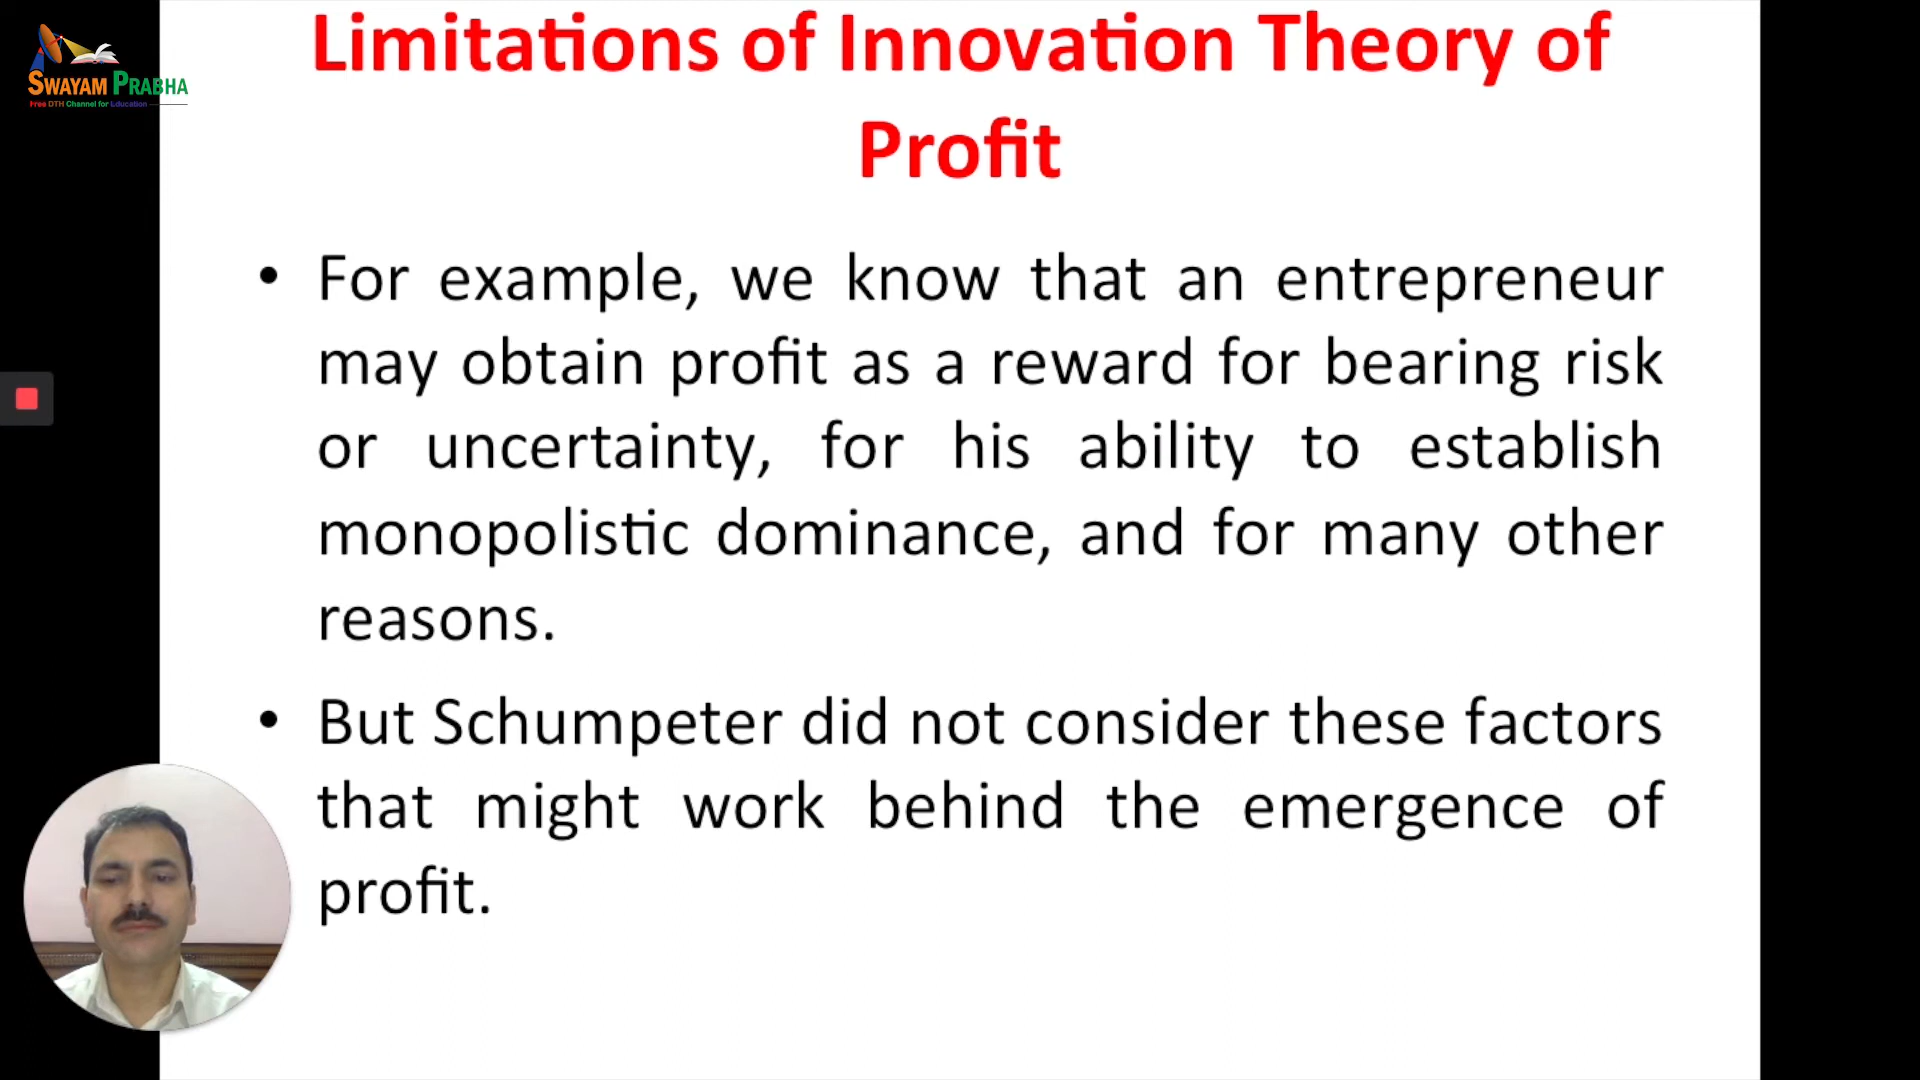 SWAYAM PRABHA
Free DTH Channel for Education
Limitations of Innovation Theory of
Profit
• For example, we know that an entrepreneur
may obtain profit as a reward for bearing risk
or uncertainty, for his ability to establish
monopolistic dominance, and for many other
reasons.
• But Schumpeter did not consider these factors
that might work behind the emergence of
profit.